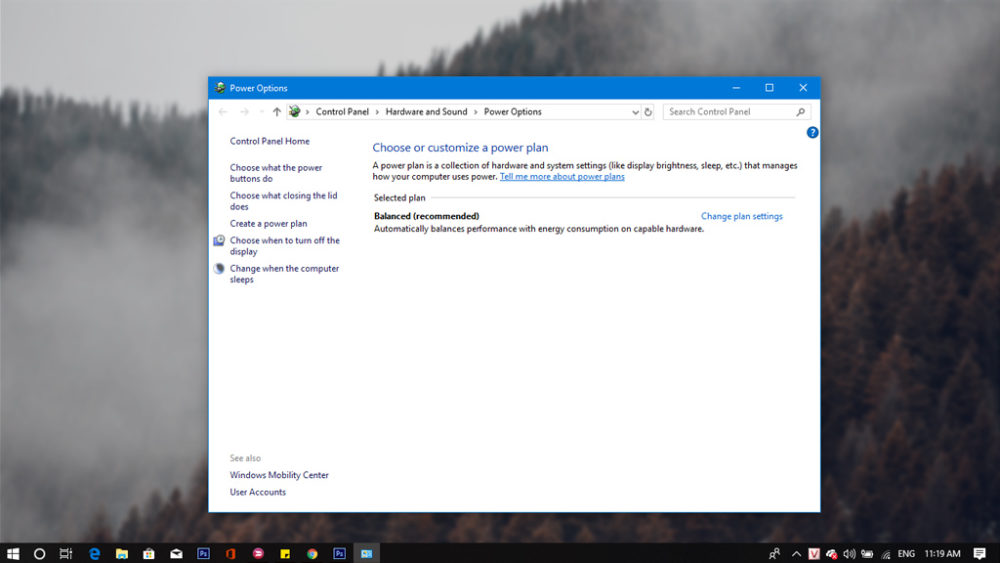 Power Options
Control Panel > Hardware and Sound > Power Options
Search Control Panel
?
Control Panel Home
Choose what the power
buttons do
Choose what closing the lid
does
Create a power plan
Choose when to turn off the
display
Change when the computer
sleeps
See also
Windows Mobility Center
User Accounts
Choose or customize a power plan
A power plan is a collection of hardware and system settings (like display brightness, sleep, etc.) that manages
how your computer uses power. Tell me more about power plans
Selected plan
Balanced (recommended) Change plan settings
Automatically balances performance with energy consumption on capable hardware.
Ps Ps V ENG 11:19 AM